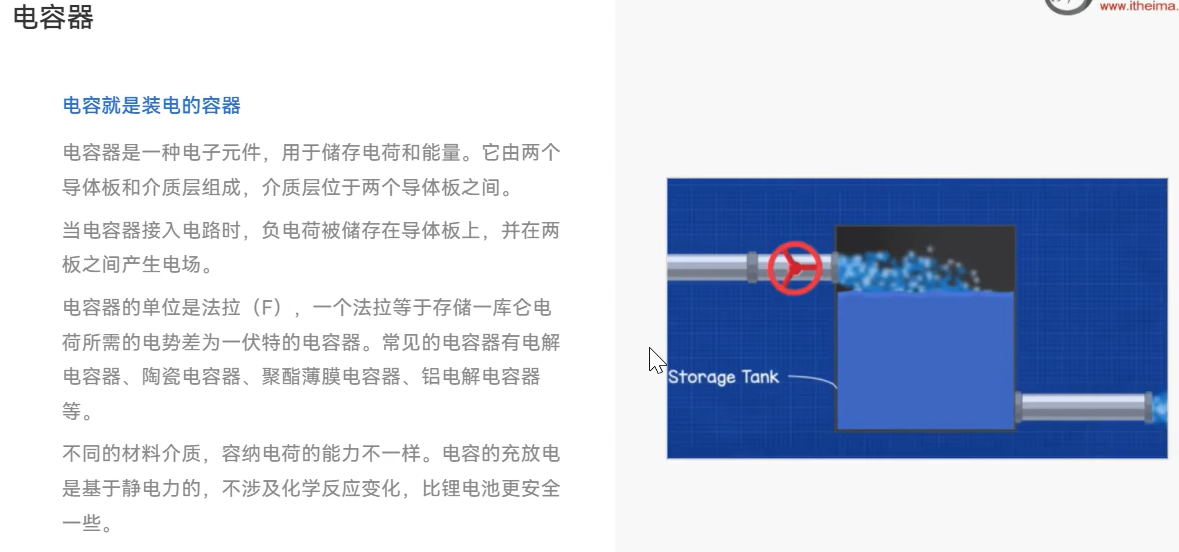 电容器
www.itheima.
电容就是装电的容器
电容器是一种电子元件，用于储存电荷和能量。它由两个
导体板和介质层组成，介质层位于两个导体板之间。
当电容器接入电路时，负电荷被储存在导体板上，并在两
板之间产生电场。
电容器的单位是法拉（F），一个法拉等于存储一库仑电
荷所需的电势差为一伏特的电容器。常见的电容器有电解
电容器、陶瓷电容器、聚酯薄膜电容器、铝电解电容器
等。
不同的材料介质，容纳电荷的能力不一样。电容的充放电
是基于静电力的，不涉及化学反应变化，比锂电池更安全
一些。
Storage Tank